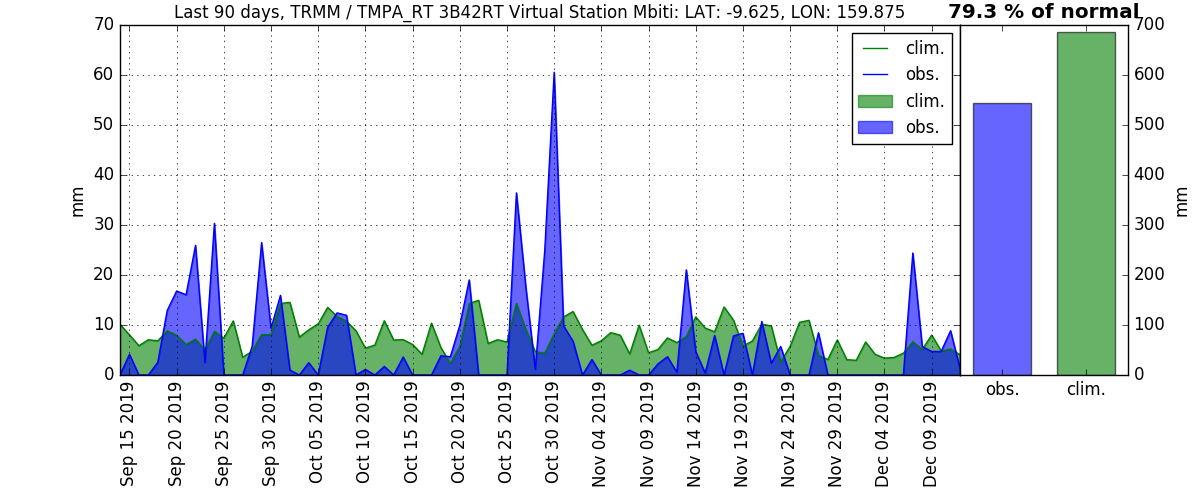 Last 90 days, TRMM / TMPA_RT 3B42RT Virtual Station Mbiti: LAT: -9.625, LON: 159.875
79.3 % of normal
70
60
50
40
30
20
10
0
mm
clim.
obs.
clim.
obs.
700
600
500
400
300
200
100
0
mm
Sep 15 2019
Sep 20 2019
Sep 25 2019
Sep 30 2019
Oct 05 2019
Oct 10 2019
Oct 15 2019
Oct 20 2019
Oct 25 2019
Oct 30 2019
Nov 04 2019
Nov 09 2019
Nov 14 2019
Nov 19 2019
Nov 24 2019
Nov 29 2019
Dec 04 2019
Dec 09 2019
obs.
clim.